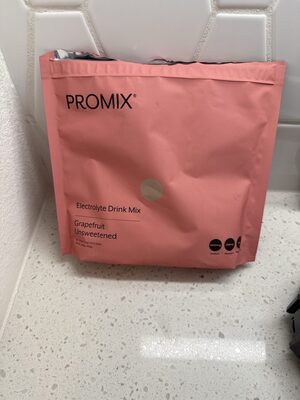 PROMIX®
Electrolyte Drink Mix
Grapefruit
Unsweetened